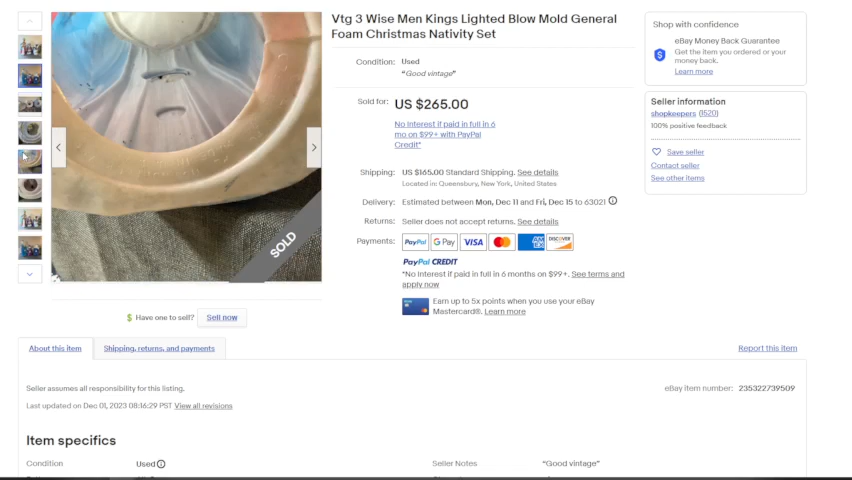 Vtg 3 Wise Men Kings Lighted Blow Mold General
Foam Christmas Nativity Set
Condition: Used
“Good vintage”
Sold for: US $265.00
No Interest if paid in full in 6
mo on $99+ with PayPal
Credit*
Shipping: US $165.00 Standard Shipping. See details
Located in: Queensbury, New York, United States
Delivery: Estimated between Mon, Dec 11 and Fri, Dec 15 to 63021
Returns: Seller does not accept returns. See details
Payments: PayPal G Pay VISA DISCOVER
PayPal CREDIT
*No Interest if paid in full in 6 months on $99+. See terms and
apply now
Earn up to 5x points when you use your eBay
Mastercard®. Learn more
SOLD
Have one to sell? Sell now
Shop with confidence
eBay Money Back Guarantee
Get the item you ordered or your
money back.
Learn more
Seller information
shopkeepers (1520)
100% positive feedback
Save seller
Contact seller
See other items
About this item
Shipping, returns, and payments
Report this item
Seller assumes all responsibility for this listing.
eBay item number: 235322739509
Last updated on Dec 01, 2023 08:16:29 PST View all revisions
Item specifics
Condition Used
Seller Notes “Good vintage”